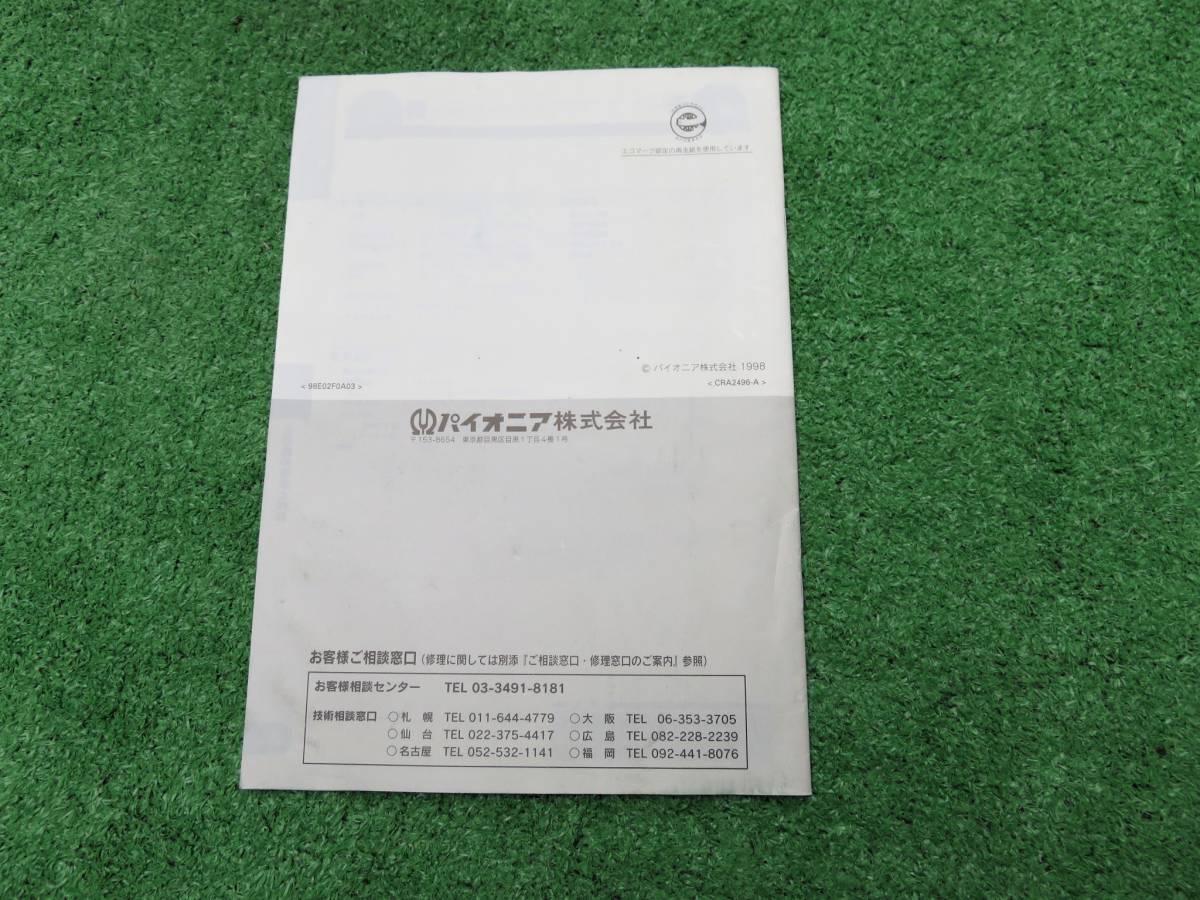 エコマーク認定の再生紙を使用しています
© パイオニア株式会社 1998
< 98E02F0A03 >
< CRA2496-A >
パイオニア株式会社
〒153-8654 東京都目黒区目黒1丁目4番1号
お客様ご相談窓口 (修理に関しては別添『ご相談窓口・修理窓口のご案内』参照)
お客様相談センター TEL 03-3491-8181
技術相談窓口 ○札 幌 TEL 011-644-4779 ○大 阪 TEL 06-353-3705
○仙 台 TEL 022-375-4417 ○広 島 TEL 082-228-2239
○名古屋 TEL 052-532-1141 ○福 岡 TEL 092-441-8076